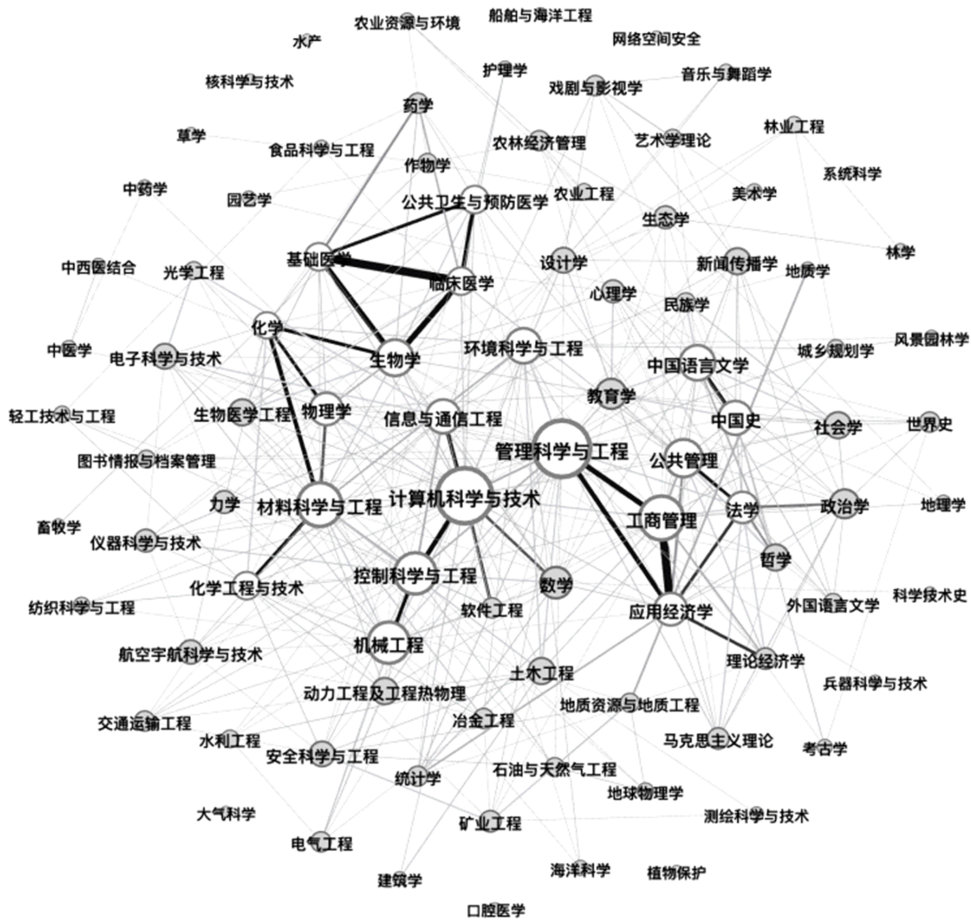 船舶与海洋工程
农业资源与环境
网络空间安全
水产
护理学
音乐与舞蹈学
核科学与技术
戏剧与影视学
药学
林业工程
草学
艺术学理论
农林经济管理
食品科学与工程
作物学
系统科学
中药学
农业工程
美术学
园艺学
公共卫生与预防医学
生态学
林学
基础医学
设计学
新闻传播学
中西医结合
光学工程
地质学
临床医学
心理学
民族学
化学
风景园林学
中医学
环境科学与工程
城乡规划学
电子科学与技术
生物学
中国语言文学
教育学
轻工技术与工程
生物医学工程
物理学
信息与通信工程
中国史
社会学
世界史
管理科学与工程
图书情报与档案管理
公共管理
计算机科学与技术
力学
材料科学与工程
法学
政治学
地理学
工商管理
畜牧学
仪器科学与技术
哲学
控制科学与工程
数学
化学工程与技术
科学技术史
纺织科学与工程
软件工程
应用经济学
外国语言文学
机械工程
航空宇航科学与技术
理论经济学
土木工程
兵器科学与技术
动力工程及工程热物理
地质资源与地质工程
交通运输工程
冶金工程
水利工程
马克思主义理论
考古学
安全科学与工程
石油与天然气工程
统计学
地球物理学
大气科学
测绘科学与技术
矿业工程
电气工程
海洋科学
植物保护
建筑学
口腔医学